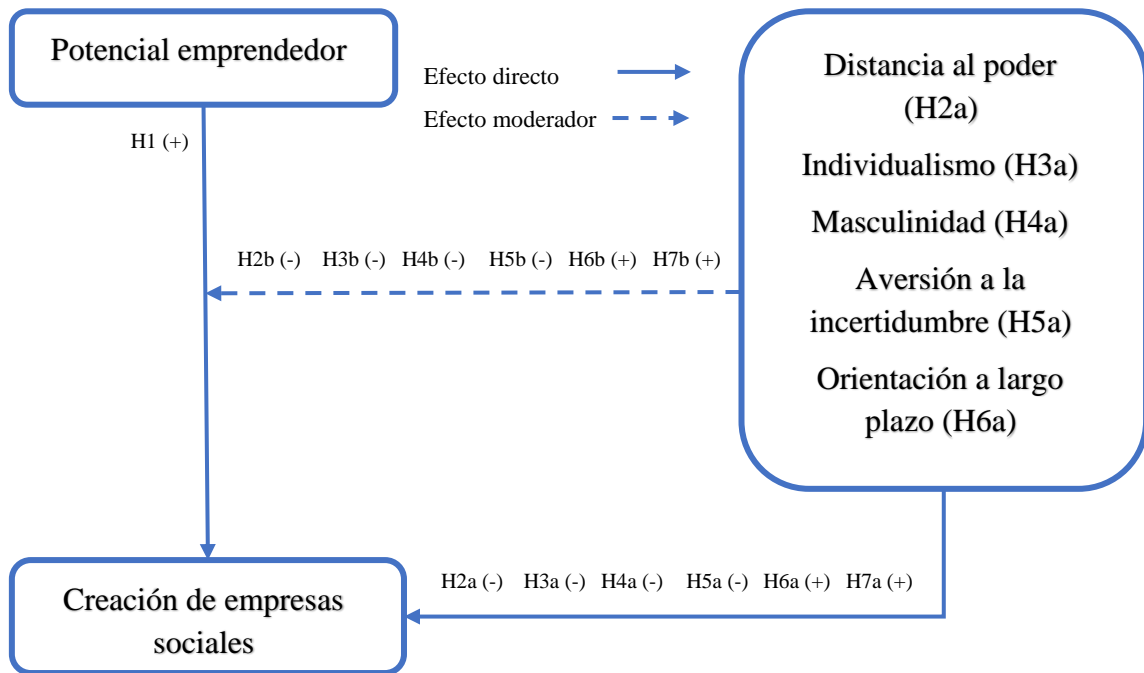 Potencial emprendedor
Efecto directo
Efecto moderador
H1 (+)
Distancia al poder
(H2a)
Individualismo (H3a)
Masculinidad (H4a)
Aversión a la
incertidumbre (H5a)
Orientación a largo
plazo (H6a)
H2b (-) H3b (-) H4b (-) H5b (-) H6b (+) H7b (+)
H2a (-) H3a (-) H4a (-) H5a (-) H6a (+) H7a (+)
Creación de empresas
sociales